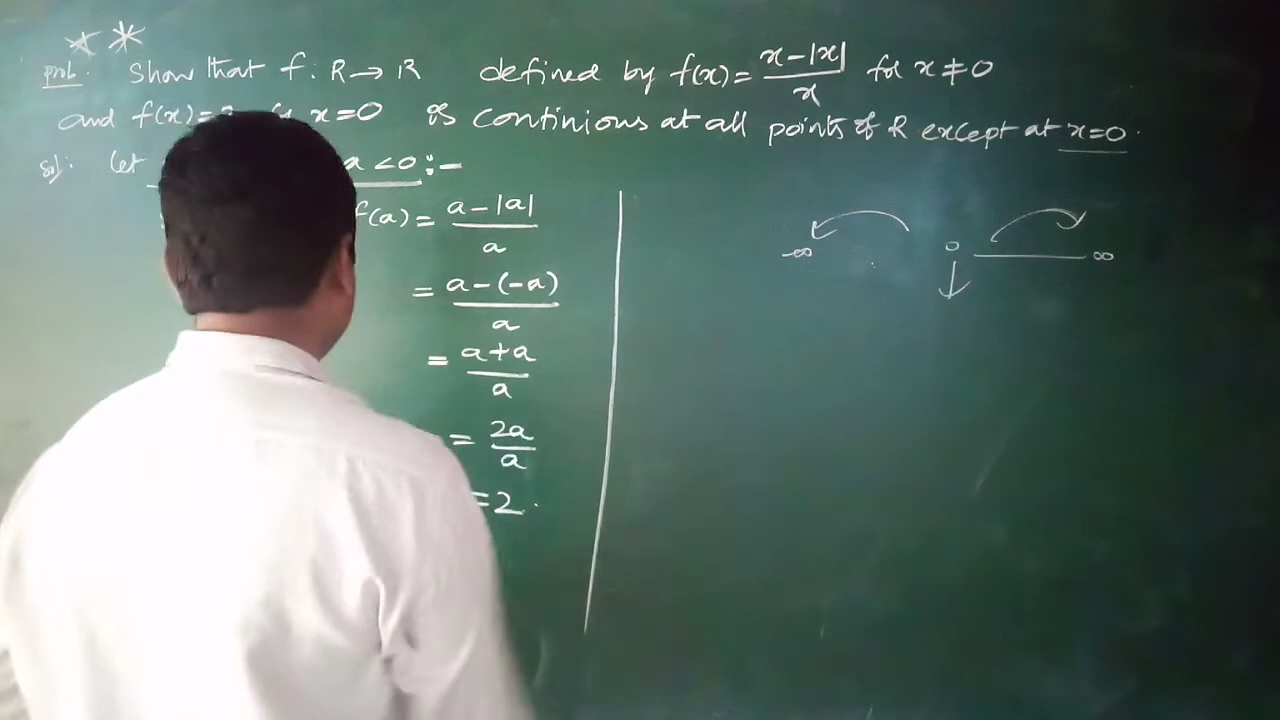 prob. Show that f: R→R defined by f(x)= x-|x| / x for x≠0
and f(x)= x=0 is continious at all points of R except at x=0.
sol: Let a<0:-
f(a)= a-|a| / a
= a-(-a) / a
= a+a / a
= 2a / a
=2.
-∞ 0 ∞